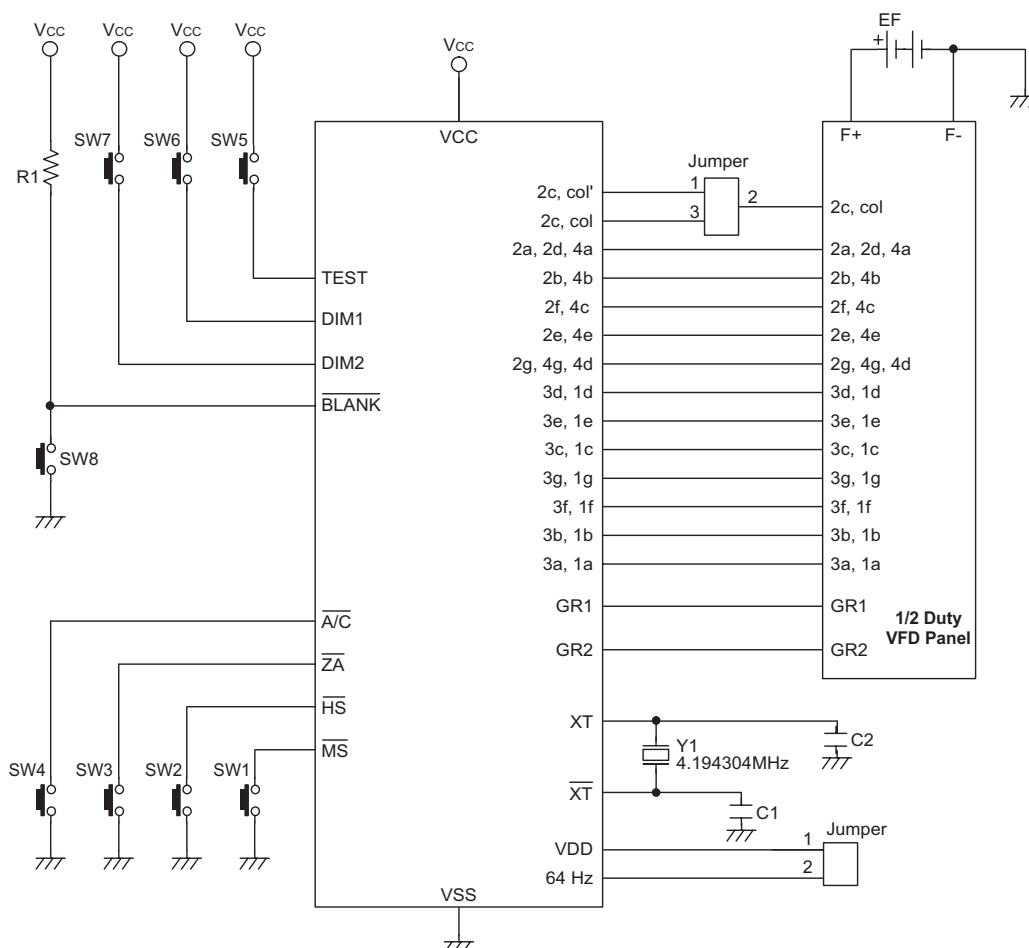 Vcc Vcc Vcc Vcc
Vcc
EF
+
VCC
F+ F-
SW7 SW6 SW5
R1
Jumper
2c, col' 1
2 2c, col
2c, col 3
2a, 2d, 4a 2a, 2d, 4a
TEST 2b, 4b 2b, 4b
2f, 4c 2f, 4c
DIM1
2e, 4e 2e, 4e
DIM2 2g, 4g, 4d 2g, 4g, 4d
3d, 1d 3d, 1d
BLANK
3e, 1e 3e, 1e
SW8 3c, 1c 3c, 1c
3g, 1g 3g, 1g
3f, 1f 3f, 1f
3b, 1b 3b, 1b
3a, 1a 3a, 1a
GR1 GR1
A/C 1/2 Duty
VFD Panel
GR2 GR2
ZA
HS
XT
C2
MS
Y1
4.194304MHz
SW4 SW3 SW2 SW1
XT
C1
Jumper
VDD 1
64 Hz 2
VSS